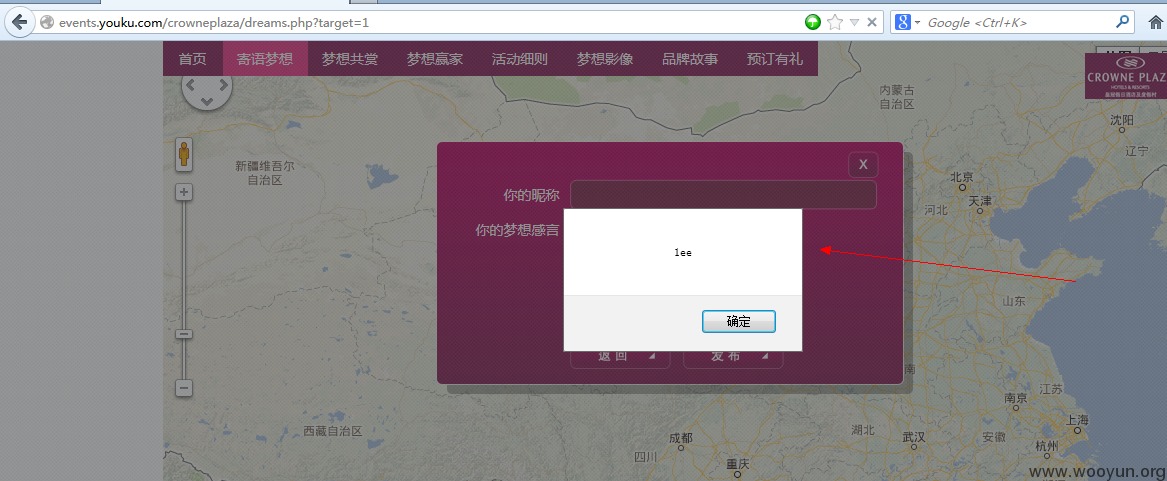 events.youku.com/crowneplaza/dreams.php?target=1
Google <Ctrl+K>
首页 寄语梦想 梦想共赏 梦想赢家 活动细则 梦想影像 品牌故事 预订有礼
CROWNE PLAZA
HOTELS & RESORTS
内蒙古
自治区
沈阳
辽宁
新疆维吾尔
自治区
X
北京
天津
河北
你的昵称
你的梦想感言
lee
山东
确定
返回
发布
南
江苏
南京
上海
西藏自治区
成都
湖北
武汉
安徽
杭州
四川
重庆
www.wooyun.org